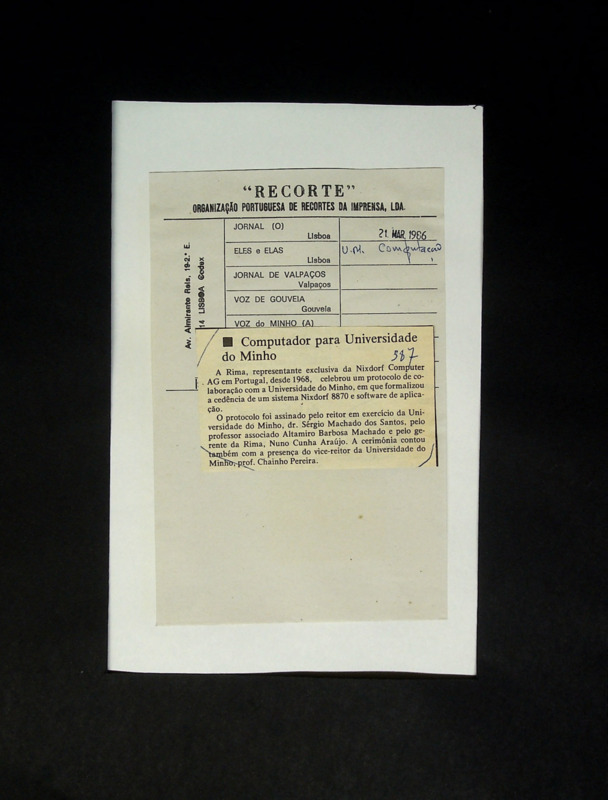 "RECORTE"
ORGANIZAÇÃO PORTUGUESA DE RECORTES DA IMPRENSA, LDA.
Av. Almirante Reis, 19-2.º E.
14 LISBOA Codex
JORNAL (O)
Lisboa
21 MAR. 1986
ELES e ELAS
Lisboa
U.M. Computador
JORNAL DE VALPAÇOS
Valpaços
VOZ DE GOUVEIA
Gouveia
VOZ do MINHO (A)
■ Computador para Universidade
do Minho
387
A Rima, representante exclusiva da Nixdorf Computer
AG em Portugal, desde 1968, celebrou um protocolo de co-
laboração com a Universidade do Minho, em que formalizou
a cedência de um sistema Nixdorf 8870 e software de aplica-
ção.
O protocolo foi assinado pelo reitor em exercício da Uni-
versidade do Minho, dr. Sérgio Machado dos Santos, pelo
professor associado Altamiro Barbosa Machado e pelo ge-
rente da Rima, Nuno Cunha Araújo. A cerimónia contou
também com a presença do vice-reitor da Universidade do
Minho, prof. Chainho Pereira.